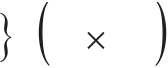 } ( × )